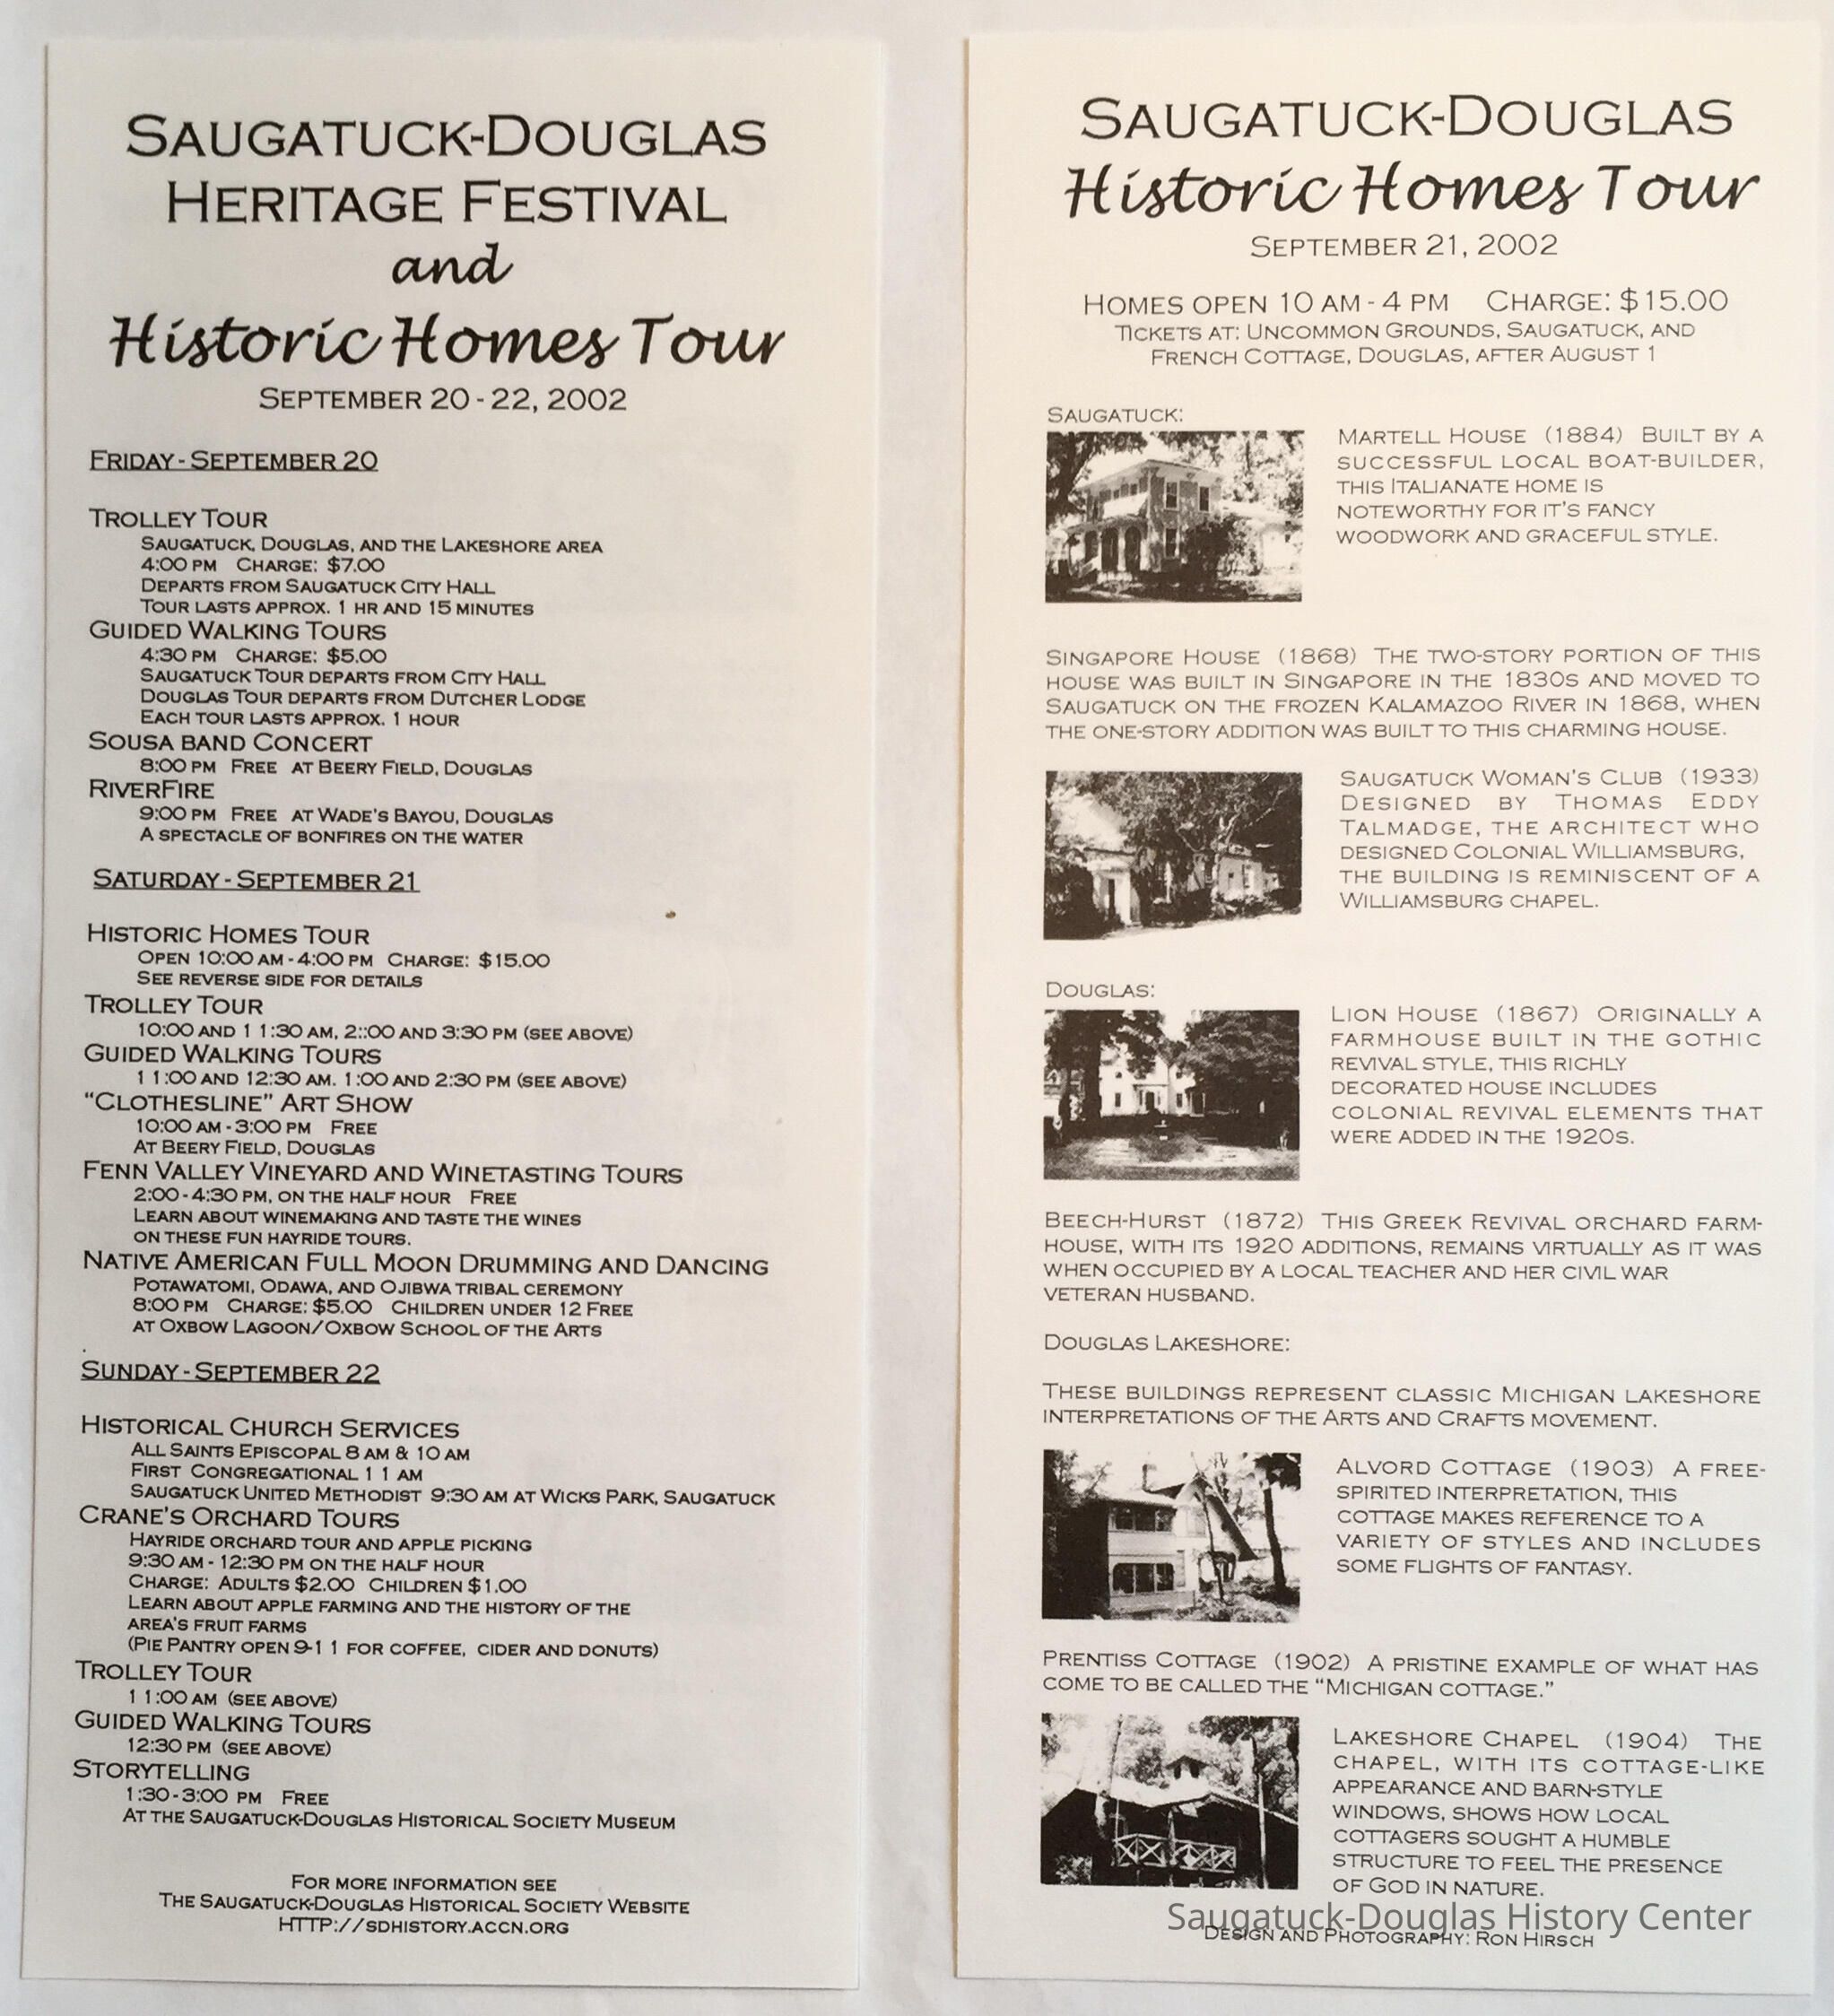 SAUGATUCK-DOUGLAS
HERITAGE FESTIVAL
and
Historic Homes Tour
SEPTEMBER 20 - 22, 2002
FRIDAY - SEPTEMBER 20
TROLLEY TOUR
SAUGATUCK, DOUGLAS, AND THE LAKESHORE AREA
4:00 PM CHARGE: $7.00
DEPARTS FROM SAUGATUCK CITY HALL
TOUR LASTS APPROX. 1 HR AND 15 MINUTES
GUIDED WALKING TOURS
4:30 PM CHARGE: $5.00
SAUGATUCK TOUR DEPARTS FROM CITY HALL
DOUGLAS TOUR DEPARTS FROM DUTCHER LODGE
EACH TOUR LASTS APPROX. 1 HOUR
SOUSA BAND CONCERT
8:00 PM FREE AT BEERY FIELD, DOUGLAS
RIVERFIRE
9:00 PM FREE AT WADE'S BAYOU, DOUGLAS
A SPECTACLE OF BONFIRES ON THE WATER
SATURDAY - SEPTEMBER 21
HISTORIC HOMES TOUR
OPEN 10:00 AM - 4:00 PM CHARGE: $15.00
SEE REVERSE SIDE FOR DETAILS
TROLLEY TOUR
10:00 AND 11:30 AM, 2::00 AND 3:30 PM (SEE ABOVE)
GUIDED WALKING TOURS
11:00 AND 12:30 AM. 1:00 AND 2:30 PM (SEE ABOVE)
"CLOTHESLINE" ART SHOW
10:00 AM - 3:00 PM FREE
AT BEERY FIELD, DOUGLAS
FENN VALLEY VINEYARD AND WINETASTING TOURS
2:00 - 4:30 PM, ON THE HALF HOUR FREE
LEARN ABOUT WINEMAKING AND TASTE THE WINES
ON THESE FUN HAYRIDE TOURS.
NATIVE AMERICAN FULL MOON DRUMMING AND DANCING
POTAWATOMI, ODAWA, AND OJIBWA TRIBAL CEREMONY
8:00 PM CHARGE: $5.00 CHILDREN UNDER 12 FREE
AT OXBOW LAGOON/OXBOW SCHOOL OF THE ARTS
SUNDAY - SEPTEMBER 22
HISTORICAL CHURCH SERVICES
ALL SAINTS EPISCOPAL 8 AM & 10 AM
FIRST CONGREGATIONAL 11 AM
SAUGATUCK UNITED METHODIST 9:30 AM AT WICKS PARK, SAUGATUCK
CRANE'S ORCHARD TOURS
HAYRIDE ORCHARD TOUR AND APPLE PICKING
9:30 AM - 12:30 PM ON THE HALF HOUR
CHARGE: ADULTS $2.00 CHILDREN $1.00
LEARN ABOUT APPLE FARMING AND THE HISTORY OF THE
AREA'S FRUIT FARMS
(PIE PANTRY OPEN 9-11 FOR COFFEE, CIDER AND DONUTS)
TROLLEY TOUR
11:00 AM (SEE ABOVE)
GUIDED WALKING TOURS
12:30 PM (SEE ABOVE)
STORYTELLING
1:30 - 3:00 PM FREE
AT THE SAUGATUCK-DOUGLAS HISTORICAL SOCIETY MUSEUM
FOR MORE INFORMATION SEE
THE SAUGATUCK-DOUGLAS HISTORICAL SOCIETY WEBSITE
HTTP://SDHISTORY.ACCN.ORG
SAUGATUCK-DOUGLAS
Historic Homes Tour
SEPTEMBER 21, 2002
HOMES OPEN 10 AM - 4 PM CHARGE: $15.00
TICKETS AT: UNCOMMON GROUNDS, SAUGATUCK, AND
FRENCH COTTAGE, DOUGLAS, AFTER AUGUST 1
SAUGATUCK:
MARTELL HOUSE (1884) BUILT BY A
SUCCESSFUL LOCAL BOAT-BUILDER,
THIS ITALIANATE HOME IS
NOTEWORTHY FOR IT'S FANCY
WOODWORK AND GRACEFUL STYLE.
SINGAPORE HOUSE (1868) THE TWO-STORY PORTION OF THIS
HOUSE WAS BUILT IN SINGAPORE IN THE 1830S AND MOVED TO
SAUGATUCK ON THE FROZEN KALAMAZOO RIVER IN 1868, WHEN
THE ONE-STORY ADDITION WAS BUILT TO THIS CHARMING HOUSE.
SAUGATUCK WOMAN'S CLUB (1933)
DESIGNED BY THOMAS EDDY
TALMADGE, THE ARCHITECT WHO
DESIGNED COLONIAL WILLIAMSBURG,
THE BUILDING IS REMINISCENT OF A
WILLIAMSBURG CHAPEL.
DOUGLAS:
LION HOUSE (1867) ORIGINALLY A
FARMHOUSE BUILT IN THE GOTHIC
REVIVAL STYLE, THIS RICHLY
DECORATED HOUSE INCLUDES
COLONIAL REVIVAL ELEMENTS THAT
WERE ADDED IN THE 1920S.
BEECH-HURST (1872) THIS GREEK REVIVAL ORCHARD FARM-
HOUSE, WITH ITS 1920 ADDITIONS, REMAINS VIRTUALLY AS IT WAS
WHEN OCCUPIED BY A LOCAL TEACHER AND HER CIVIL WAR
VETERAN HUSBAND.
DOUGLAS LAKESHORE:
THESE BUILDINGS REPRESENT CLASSIC MICHIGAN LAKESHORE
INTERPRETATIONS OF THE ARTS AND CRAFTS MOVEMENT.
ALVORD COTTAGE (1903) A FREE-
SPIRITED INTERPRETATION, THIS
COTTAGE MAKES REFERENCE TO A
VARIETY OF STYLES AND INCLUDES
SOME FLIGHTS OF FANTASY.
PRENTISS COTTAGE (1902) A PRISTINE EXAMPLE OF WHAT HAS
COME TO BE CALLED THE "MICHIGAN COTTAGE."
LAKESHORE CHAPEL (1904) THE
CHAPEL, WITH ITS COTTAGE-LIKE
APPEARANCE AND BARN-STYLE
WINDOWS, SHOWS HOW LOCAL
COTTAGERS SOUGHT A HUMBLE
STRUCTURE TO FEEL THE PRESENCE
OF GOD IN NATURE.
Saugatuck-Douglas History Center
DESIGN AND PHOTOGRAPHY: RON HIRSCH